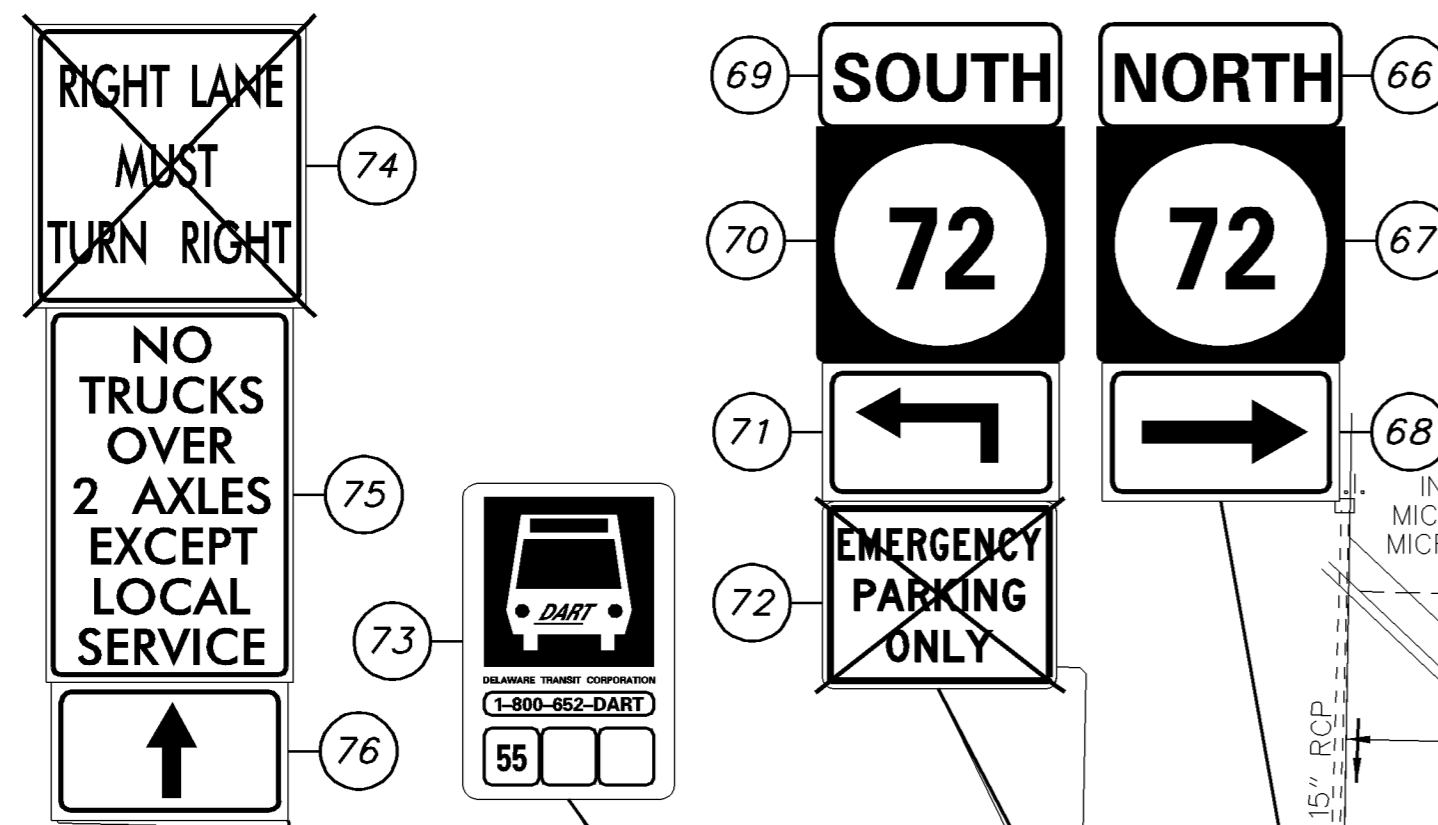 RIGHT LANE
MUST
TURN RIGHT
74
NO
TRUCKS
OVER
2 AXLES
EXCEPT
LOCAL
SERVICE
75
76
73
DART
DELAWARE TRANSIT CORPORATION
1-800-652-DART
55
69
SOUTH
70
72
71
EMERGENCY
PARKING
ONLY
72
NORTH
66
72
67
68
15" RCP